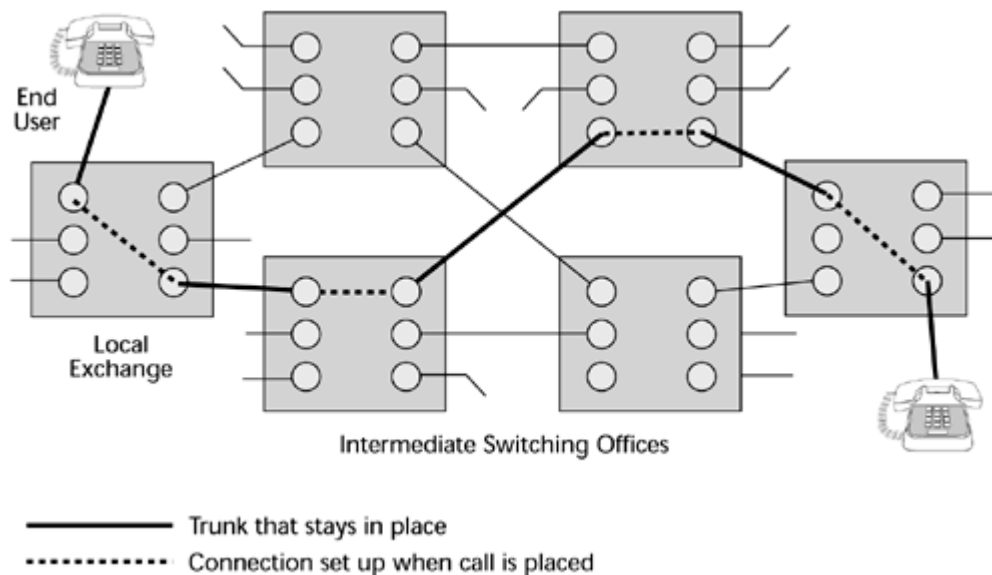 End
User
Local
Exchange
Intermediate Switching Offices
Trunk that stays in place
Connection set up when call is placed